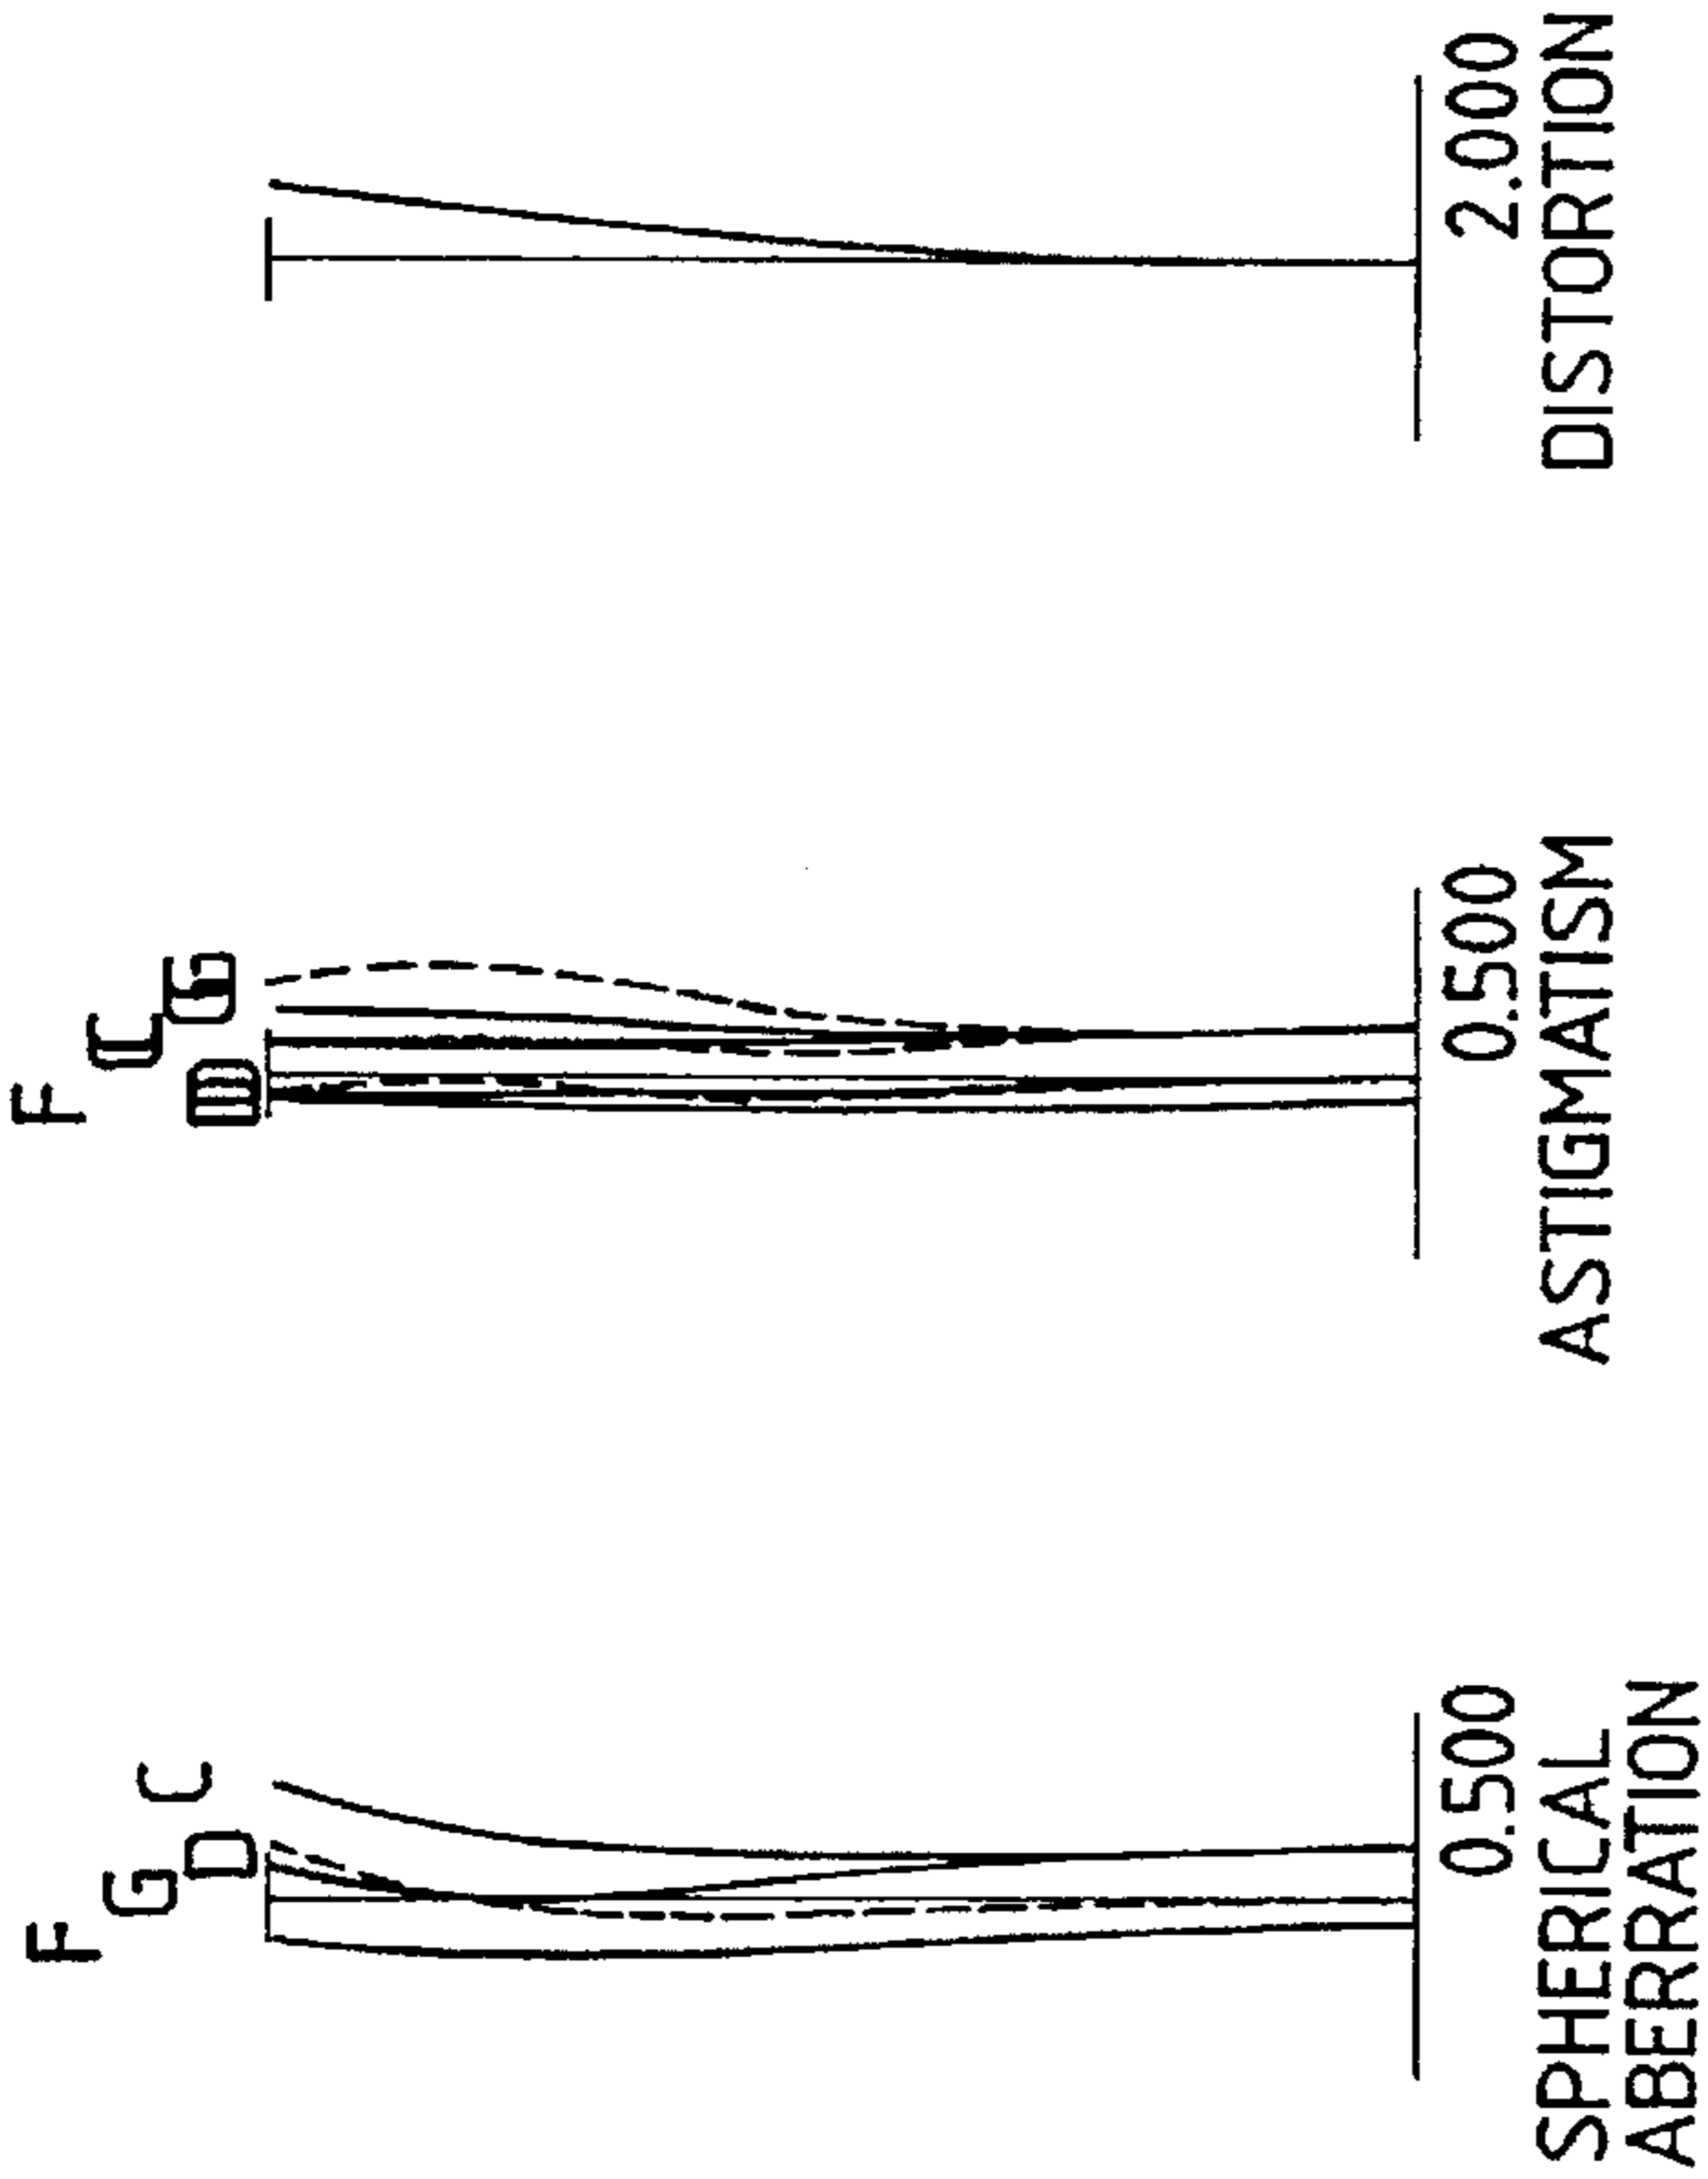 F
G
C
D
0.500
SPHERICAL
ABERRATION
F
C
G
D
0.500
ASTIGMATISM
2.000
DISTORTION